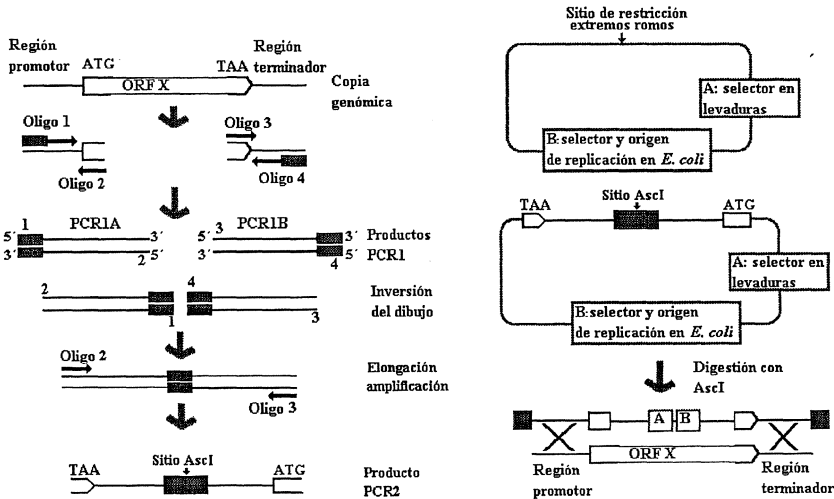 Región
promotor
ATG
TAA
Región
terminador
ORF X
Copia
genómica
Oligo 1
Oligo 3
Oligo 2
Oligo 4
1
PCR1A
3
PCR1B
5´
3´
5´
3´
Productos
3´
2
5´
3´
4
5´
PCR1
2
4
Inversión
1
3
del dibujo
Oligo 2
Elongación
amplificación
Oligo 3
TAA
Sitio AscI
ATG
Producto
PCR2
Sitio de restricción
extremos romos
A: selector en
levaduras
B: selector y origen
de replicación en E. coli
TAA
Sitio AscI
ATG
A: selector en
levaduras
B: selector y origen
de replicación en E. coli
Digestión con
AscI
A
B
ORF X
Región
promotor
Región
terminador